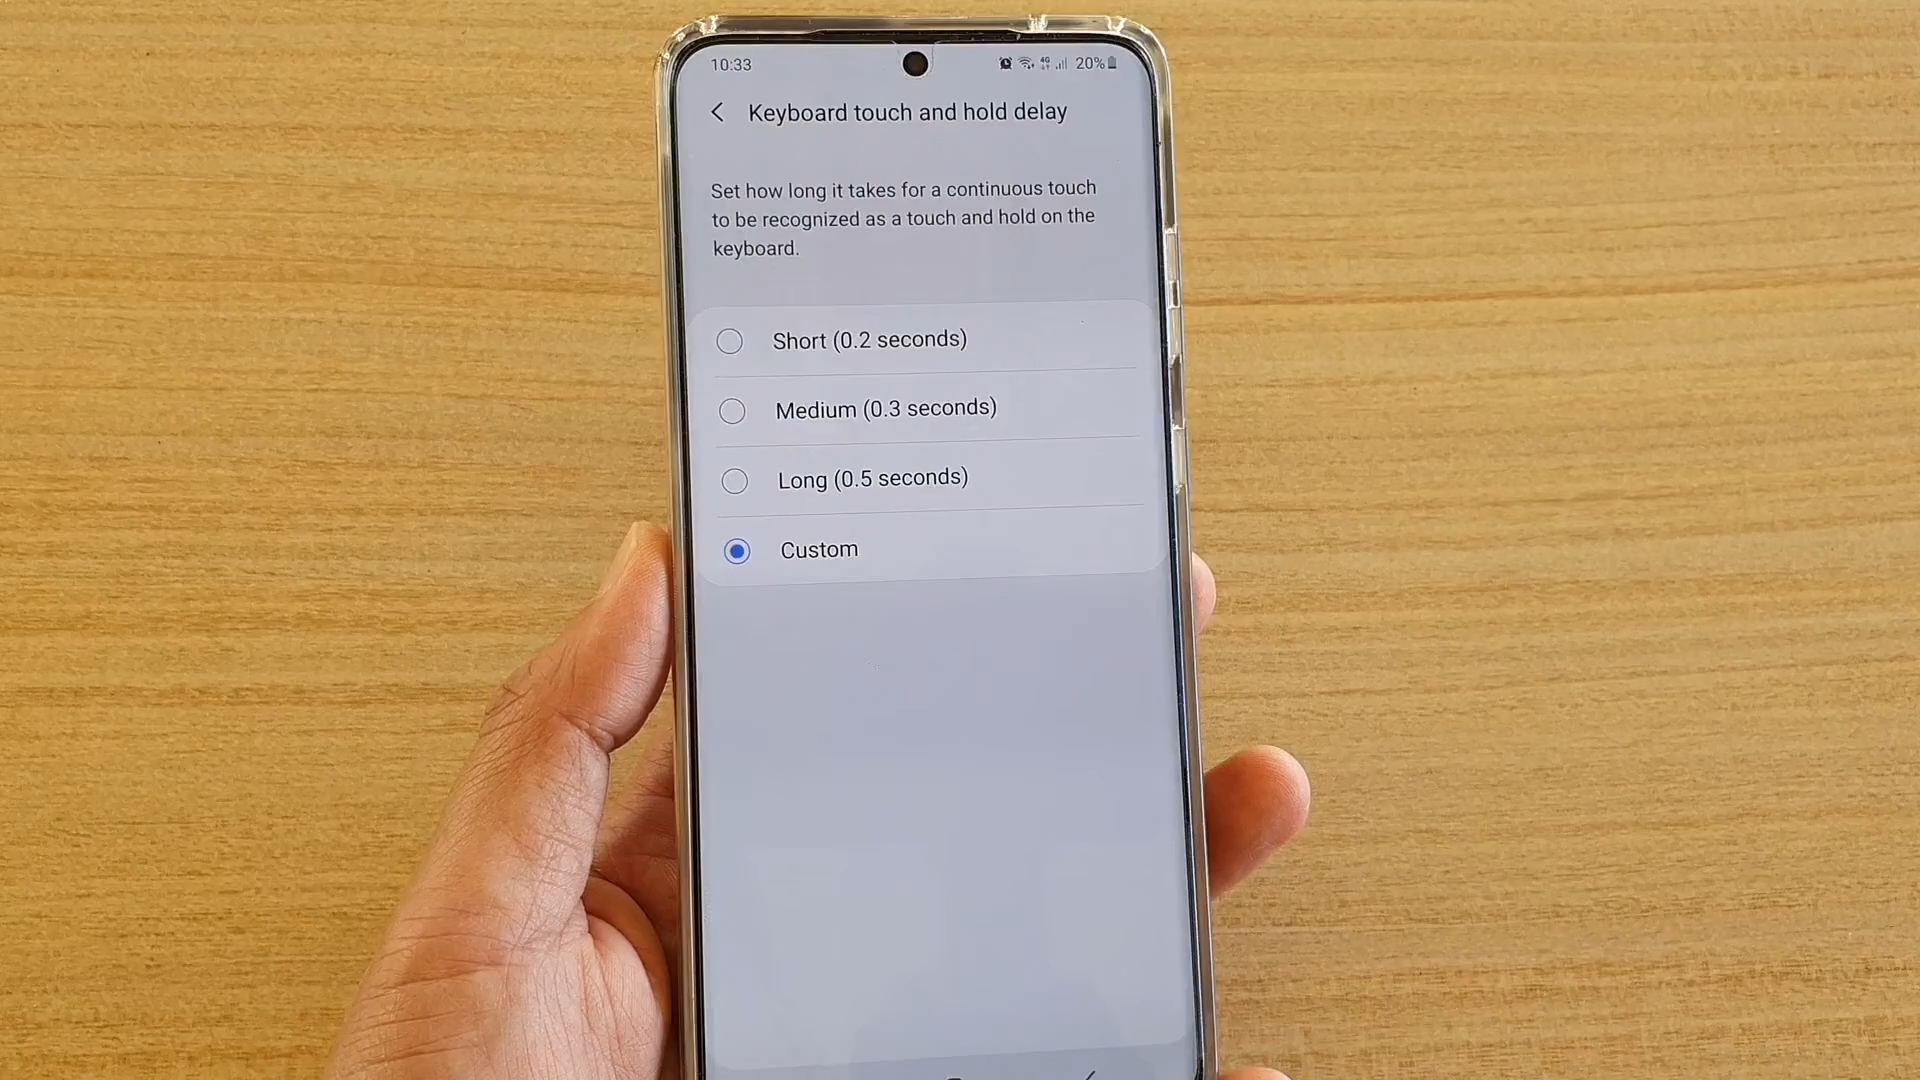 10:33
4G 20%
Keyboard touch and hold delay
Set how long it takes for a continuous touch
to be recognized as a touch and hold on the
keyboard.
Short (0.2 seconds)
Medium (0.3 seconds)
Long (0.5 seconds)
Custom